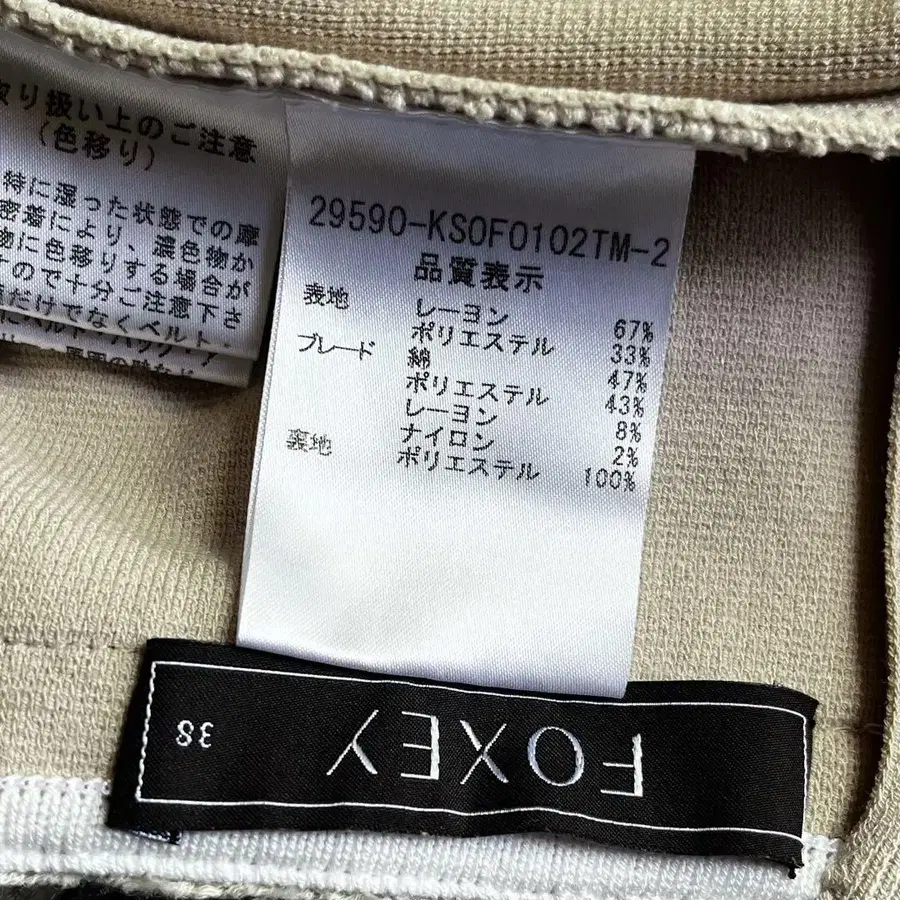 取り扱い上のご注意
(色移り)
特に湿った状態での摩
密着により、濃色物か
物に色移りする場合が
すので十分ご注意下さ
だけでなくベルト・
29590-KS0F0102TM-2
品質表示
表地 レーヨン 67%
ポリエステル 33%
ブレード 綿 47%
ポリエステル 43%
レーヨン 8%
ナイロン 2%
裏地 ポリエステル 100%
FOXEY
38